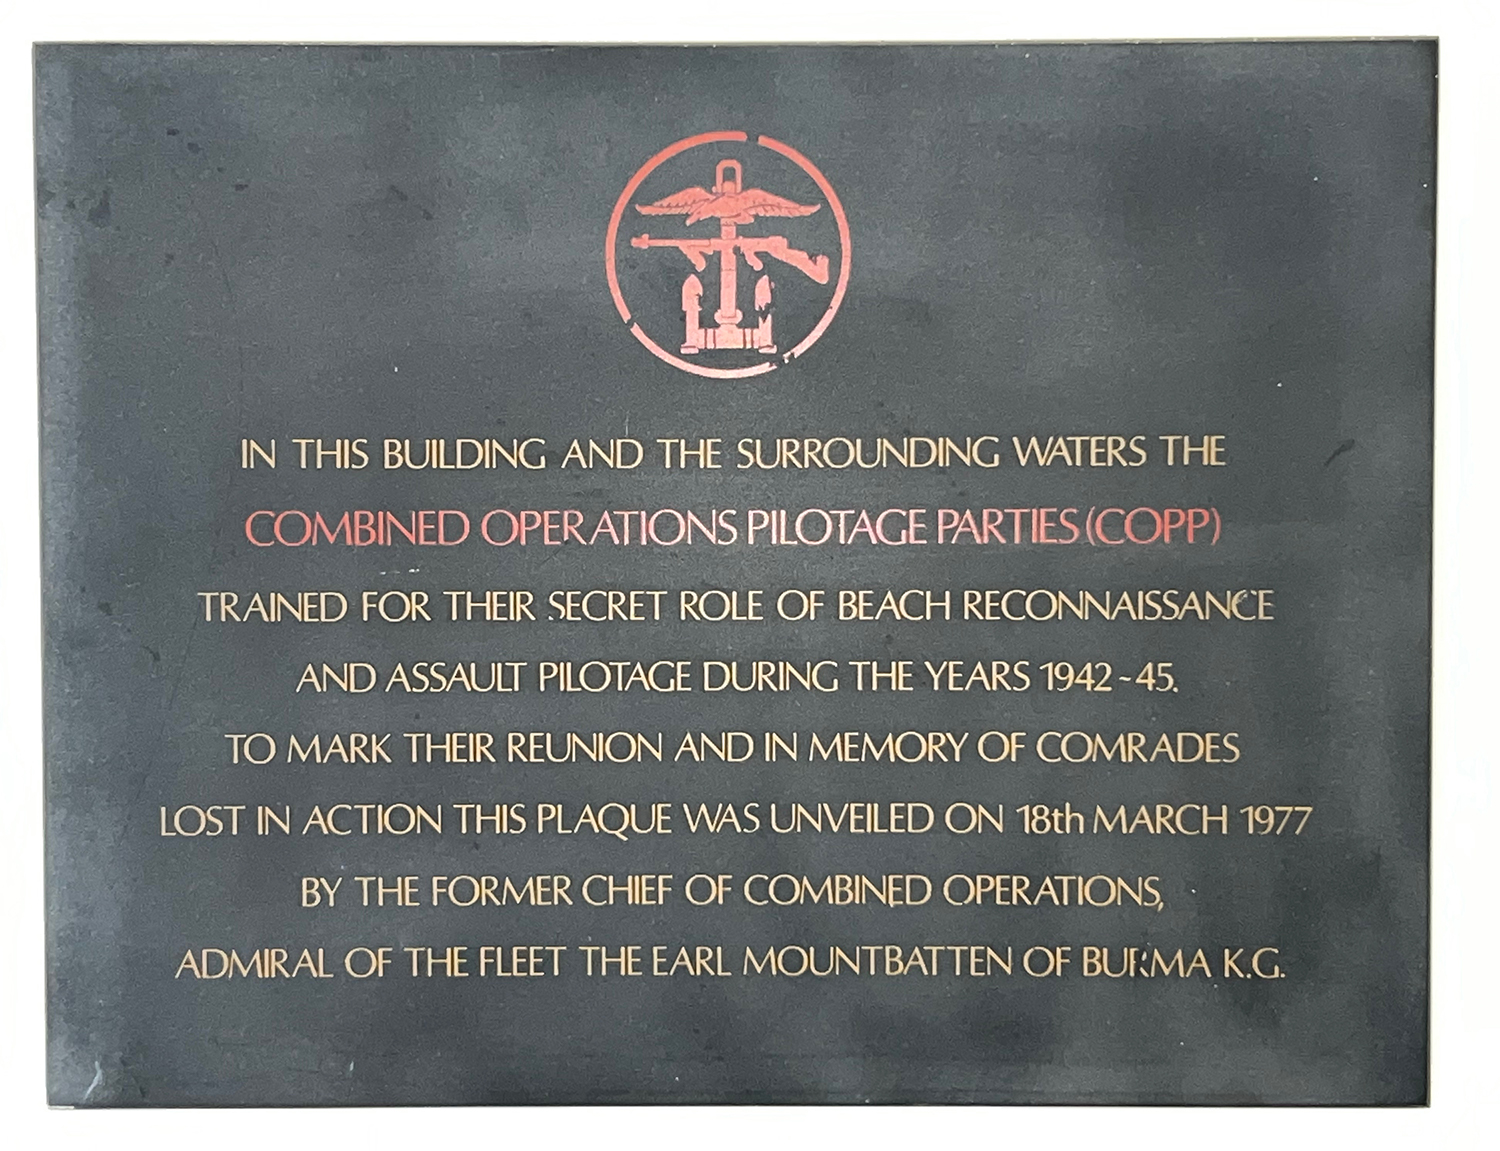 IN THIS BUILDING AND THE SURROUNDING WATERS THE
COMBINED OPERATIONS PILOTAGE PARTIES (COPP)
TRAINED FOR THEIR SECRET ROLE OF BEACH RECONNAISSANCE
AND ASSAULT PILOTAGE DURING THE YEARS 1942-45.
TO MARK THEIR REUNION AND IN MEMORY OF COMRADES
LOST IN ACTION THIS PLAQUE WAS UNVEILED ON 18th MARCH 1977
BY THE FORMER CHIEF OF COMBINED OPERATIONS,
ADMIRAL OF THE FLEET THE EARL MOUNTBATTEN OF BURMA K.G.